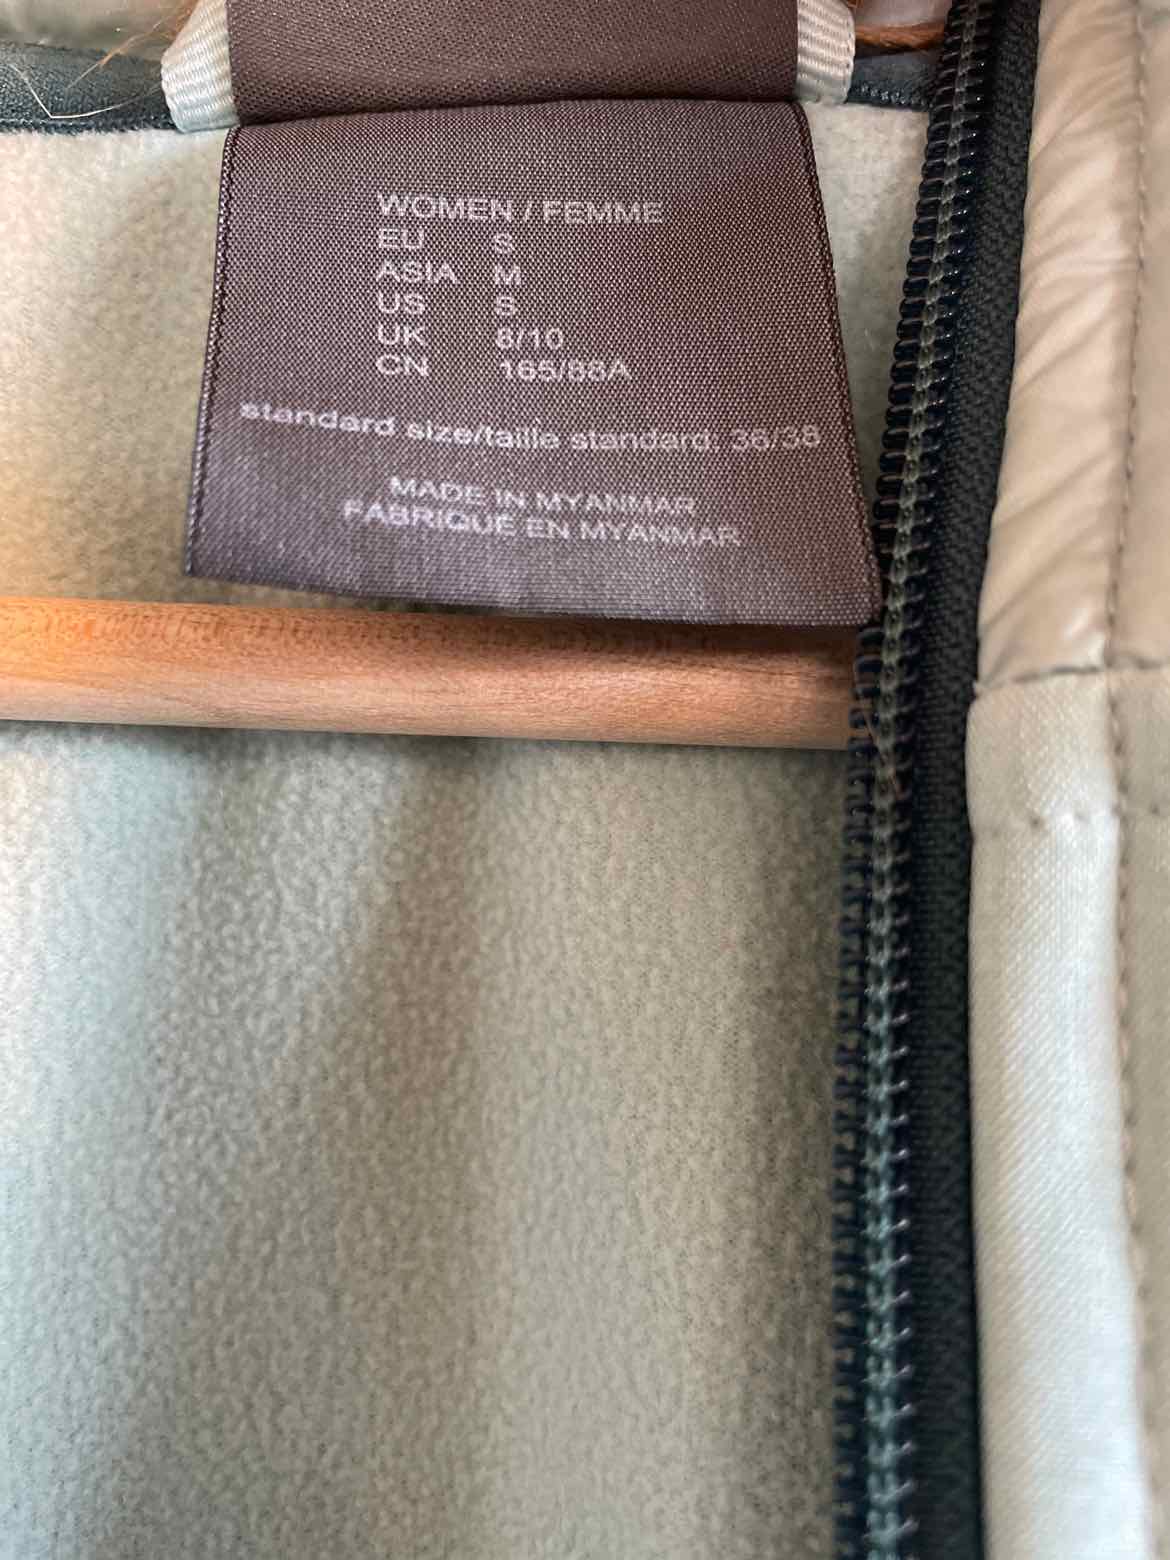 WOMEN / FEMME
EU S
ASIA M
US S
UK 8/10
CN 165/88A
standard size/taille standard: 36/38
MADE IN MYANMAR
FABRIQUÉ EN MYANMAR